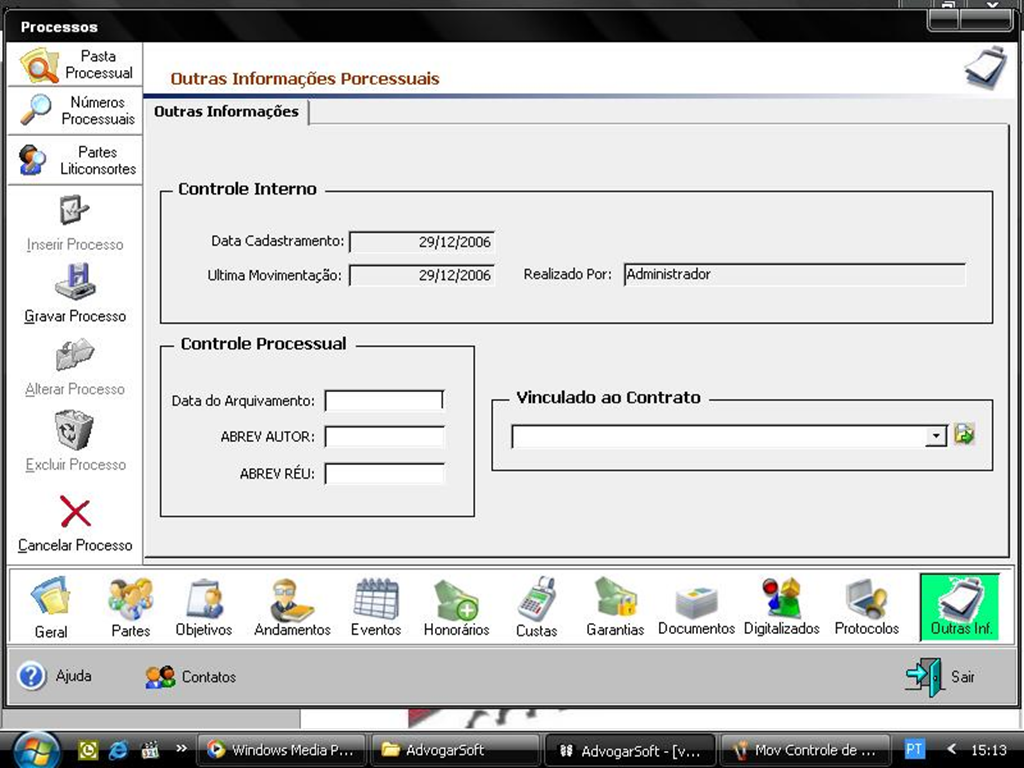 Processos
Pasta
Processual
Números
Processuais
Partes
Liticonsortes
Inserir Processo
Gravar Processo
Alterar Processo
Excluir Processo
Cancelar Processo
Outras Informações Porcessuais
Outras Informações
Controle Interno
Data Cadastramento: 29/12/2006
Ultima Movimentação: 29/12/2006 Realizado Por: Administrador
Controle Processual
Data do Arquivamento:
ABREV AUTOR:
ABREV RÉU:
Vinculado ao Contrato
Geral Partes Objetivos Andamentos Eventos Honorários Custas Garantias Documentos Digitalizados Protocolos Outras Inf.
Ajuda Contatos Sair
» Windows Media P... AdvogarSoft AdvogarSoft - [v... Mov Controle de ... PT < 15:13